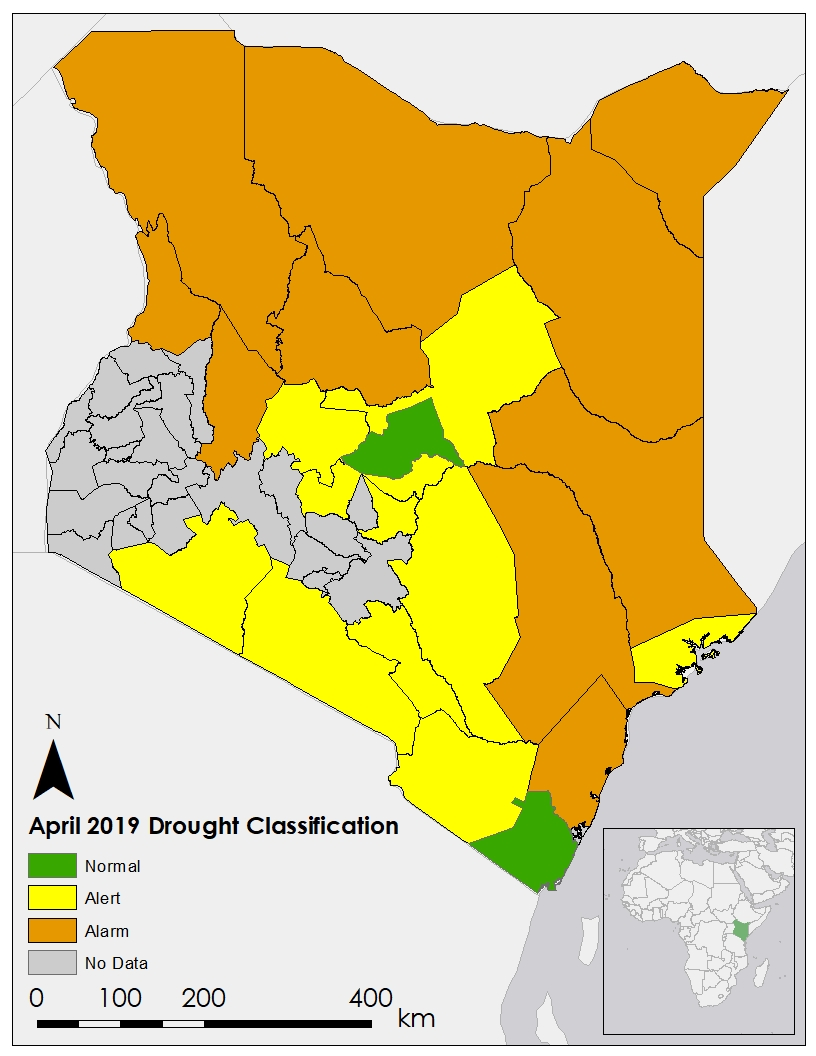 N
April 2019 Drought Classification
Normal
Alert
Alarm
No Data
0 100 200 400
km